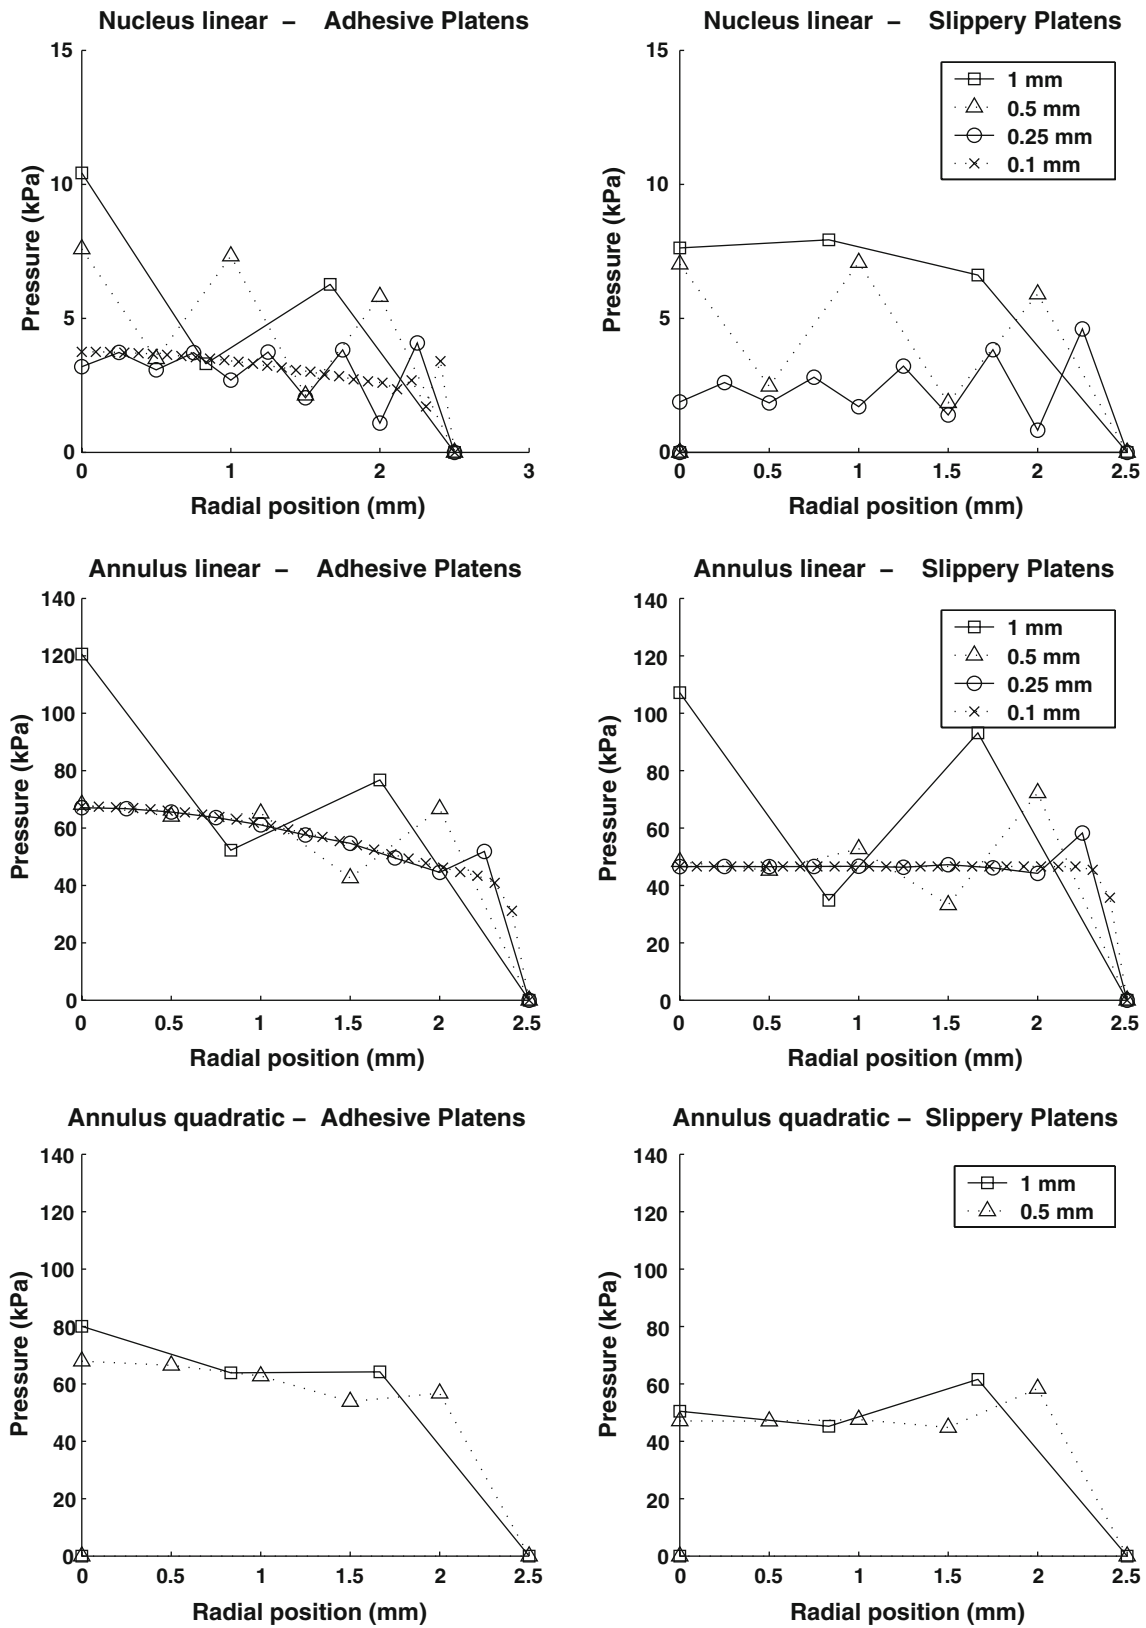 Nucleus linear – Adhesive Platens
15
10
5
0
Pressure (kPa)
0 1 2 3
Radial position (mm)
Nucleus linear – Slippery Platens
15
10
5
0
Pressure (kPa)
1 mm
0.5 mm
0.25 mm
0.1 mm
0 0.5 1 1.5 2 2.5
Radial position (mm)
Annulus linear – Adhesive Platens
140
120
100
80
60
40
20
0
Pressure (kPa)
0 0.5 1 1.5 2 2.5
Radial position (mm)
Annulus linear – Slippery Platens
140
120
100
80
60
40
20
0
Pressure (kPa)
1 mm
0.5 mm
0.25 mm
0.1 mm
0 0.5 1 1.5 2 2.5
Radial position (mm)
Annulus quadratic – Adhesive Platens
140
120
100
80
60
40
20
0
Pressure (kPa)
0 0.5 1 1.5 2 2.5
Radial position (mm)
Annulus quadratic – Slippery Platens
140
120
100
80
60
40
20
0
Pressure (kPa)
1 mm
0.5 mm
0 0.5 1 1.5 2 2.5
Radial position (mm)